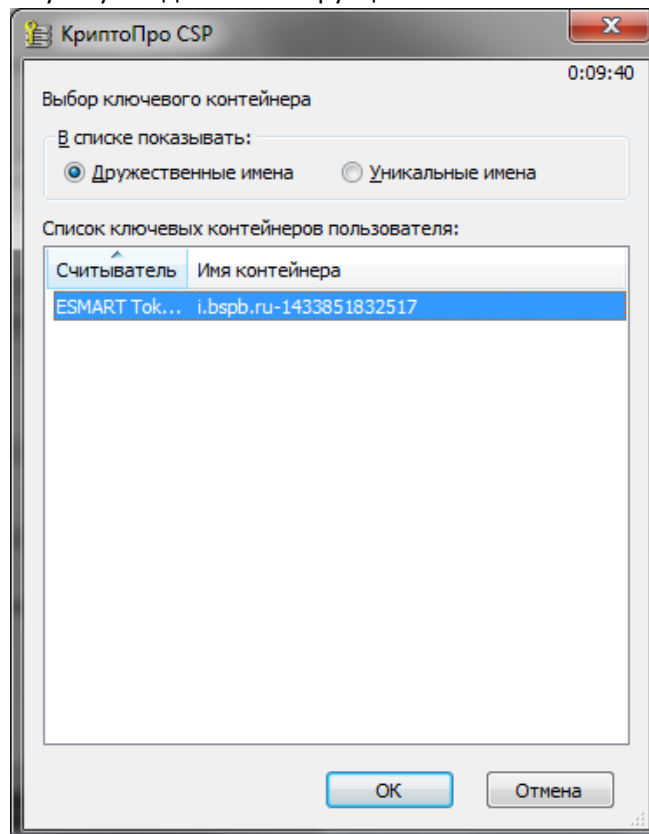 КриптоПро CSP
0:09:40
Выбор ключевого контейнера
В списке показывать:
Дружественные имена Уникальные имена
Список ключевых контейнеров пользователя:
Считыватель Имя контейнера
ESMART Tok... i.bspb.ru-1433851832517
ОК Отмена